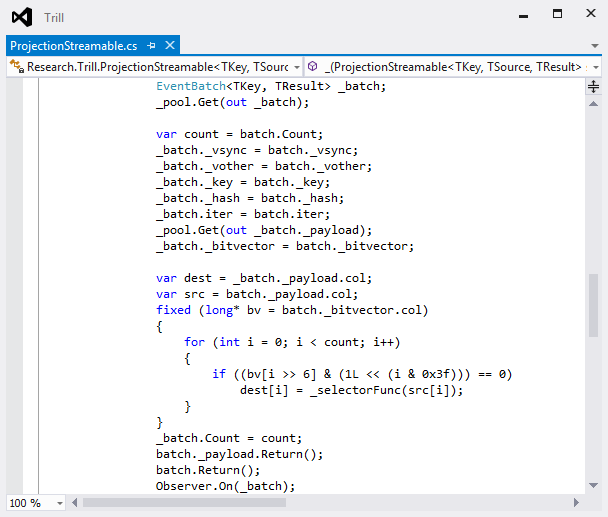 Trill
ProjectionStreamable.cs
Research.Trill.ProjectionStreamable<TKey, TSourc
_(ProjectionStreamable<TKey, TSource, TResult>
EventBatch<TKey, TResult> _batch;
_pool.Get(out _batch);
var count = batch.Count;
_batch._vsync = batch._vsync;
_batch._vother = batch._vother;
_batch._key = batch._key;
_batch._hash = batch._hash;
_batch.iter = batch.iter;
_pool.Get(out _batch._payload);
_batch._bitvector = batch._bitvector;
var dest = _batch._payload.col;
var src = batch._payload.col;
fixed (long* bv = batch._bitvector.col)
{
for (int i = 0; i < count; i++)
{
if ((bv[i >> 6] & (1L << (i & 0x3f))) == 0)
dest[i] = _selectorFunc(src[i]);
}
}
_batch.Count = count;
batch._payload.Return();
batch.Return();
Observer.On(_batch);
100 %